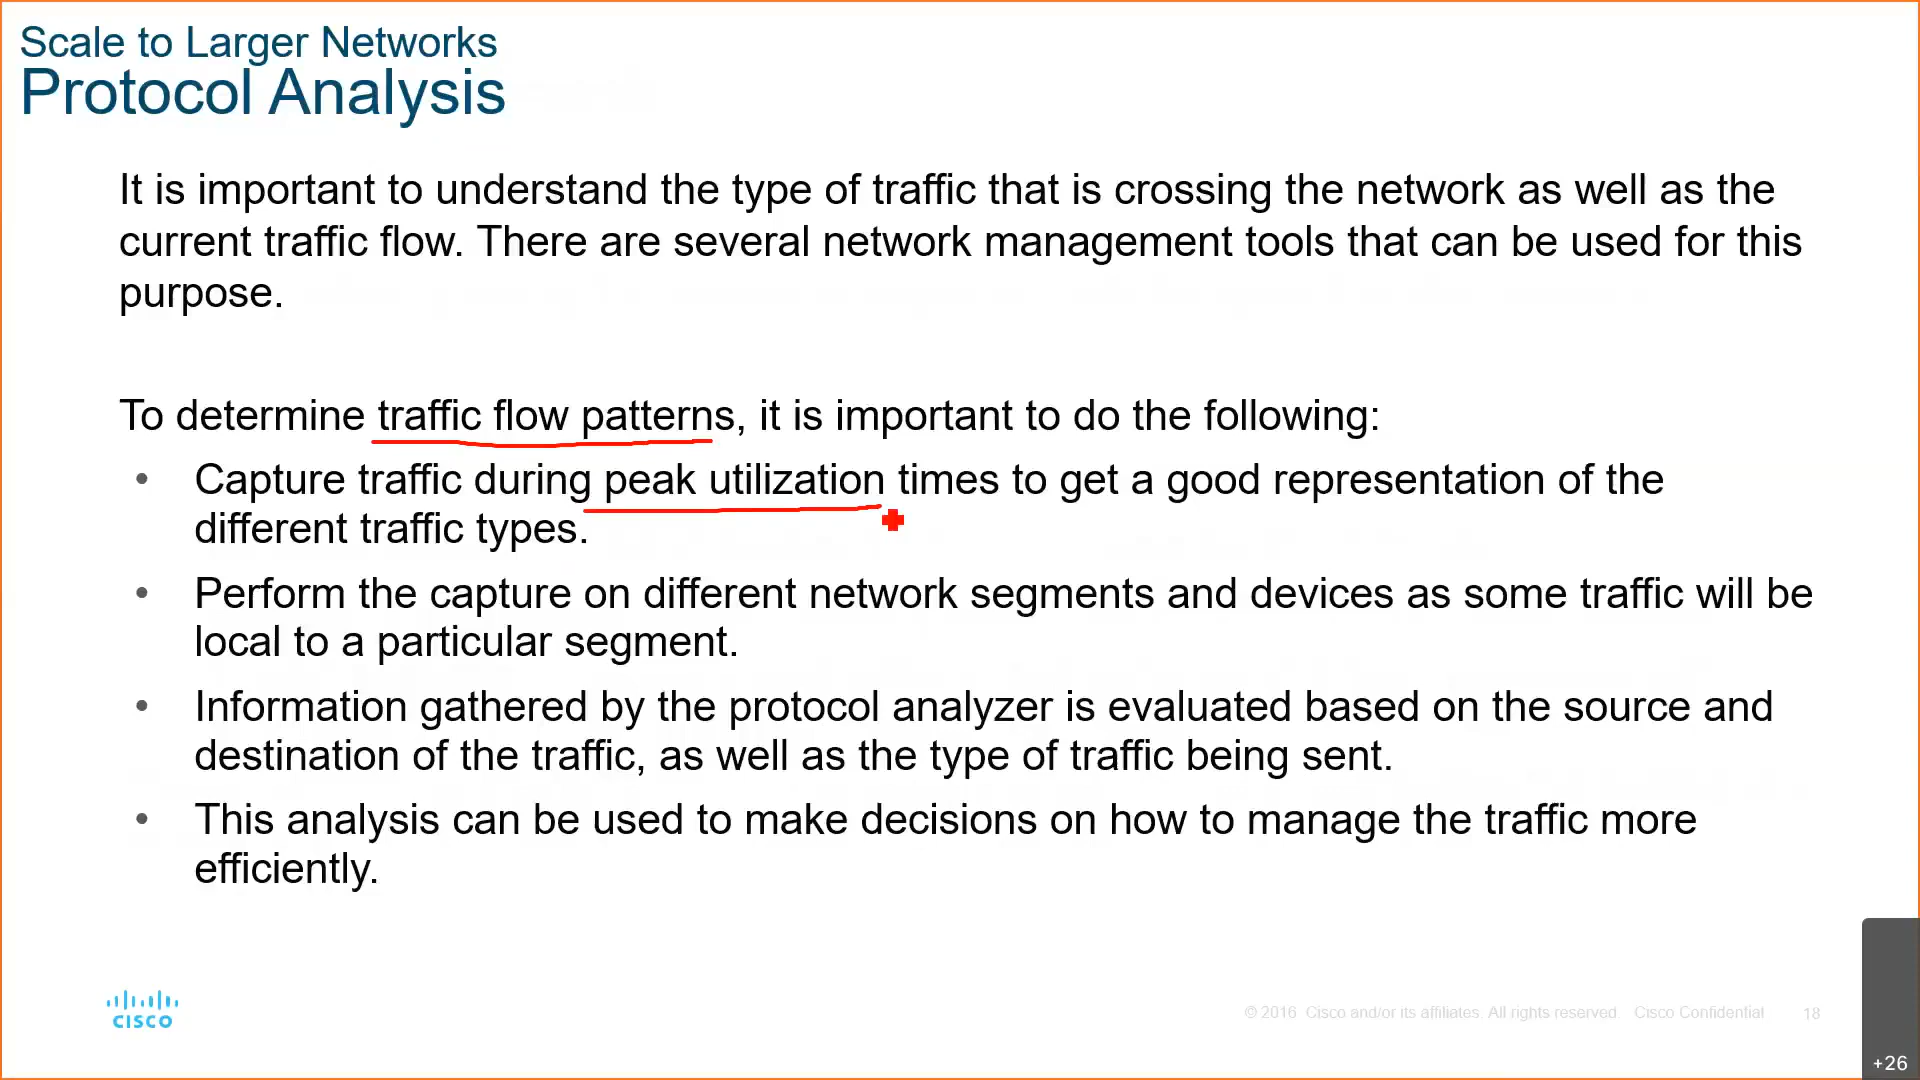 Scale to Larger Networks
Protocol Analysis
It is important to understand the type of traffic that is crossing the network as well as the
current traffic flow. There are several network management tools that can be used for this
purpose.
To determine traffic flow patterns, it is important to do the following:
• Capture traffic during peak utilization times to get a good representation of the
different traffic types.
• Perform the capture on different network segments and devices as some traffic will be
local to a particular segment.
• Information gathered by the protocol analyzer is evaluated based on the source and
destination of the traffic, as well as the type of traffic being sent.
• This analysis can be used to make decisions on how to manage the traffic more
efficiently.
CISCO
© 2016 Cisco and/or its affiliates. All rights reserved. Cisco Confidential 18
+26